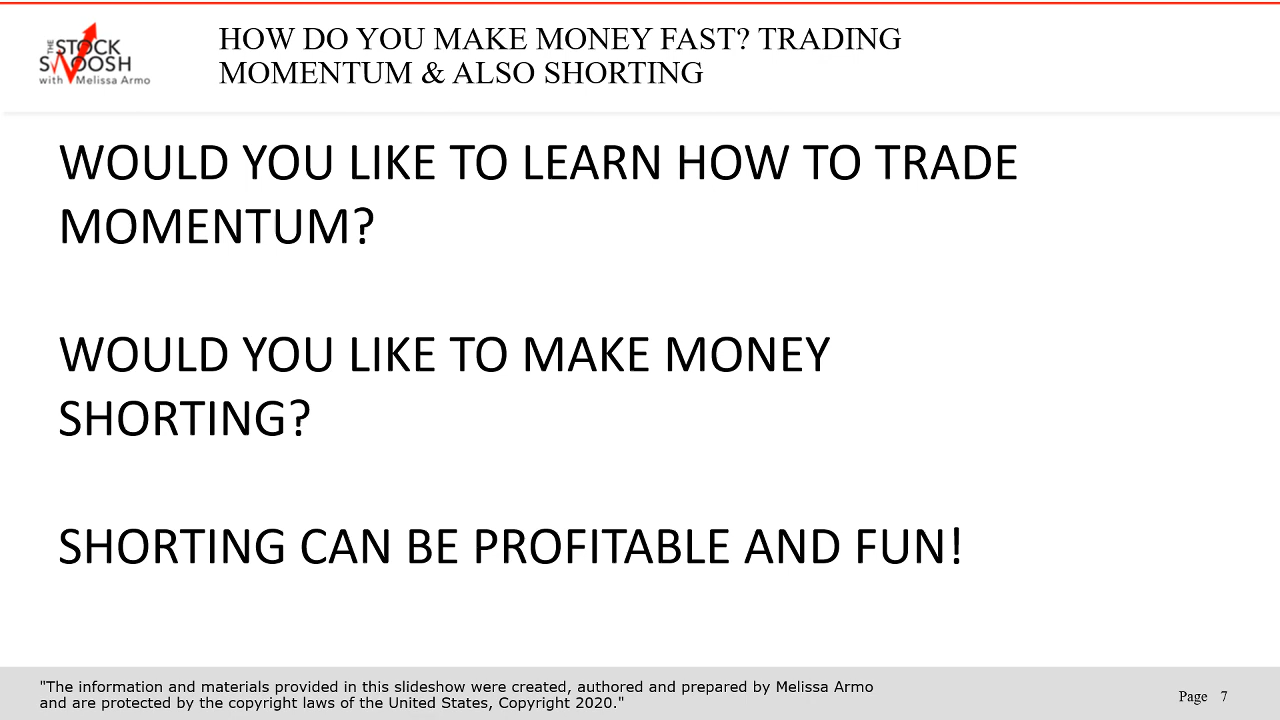 THE
STOCK
SWOOSH
with Melissa Armo
HOW DO YOU MAKE MONEY FAST? TRADING
MOMENTUM & ALSO SHORTING
WOULD YOU LIKE TO LEARN HOW TO TRADE
MOMENTUM?
WOULD YOU LIKE TO MAKE MONEY
SHORTING?
SHORTING CAN BE PROFITABLE AND FUN!
"The information and materials provided in this slideshow were created, authored and prepared by Melissa Armo
and are protected by the copyright laws of the United States, Copyright 2020."
Page 7